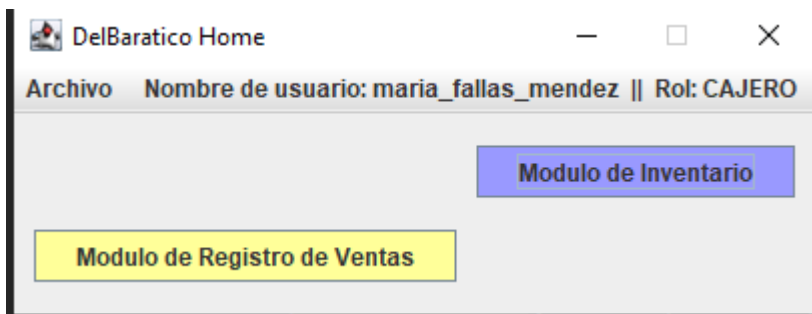 DelBaratico Home
Archivo Nombre de usuario: maria_fallas_mendez || Rol: CAJERO
Modulo de Inventario
Modulo de Registro de Ventas